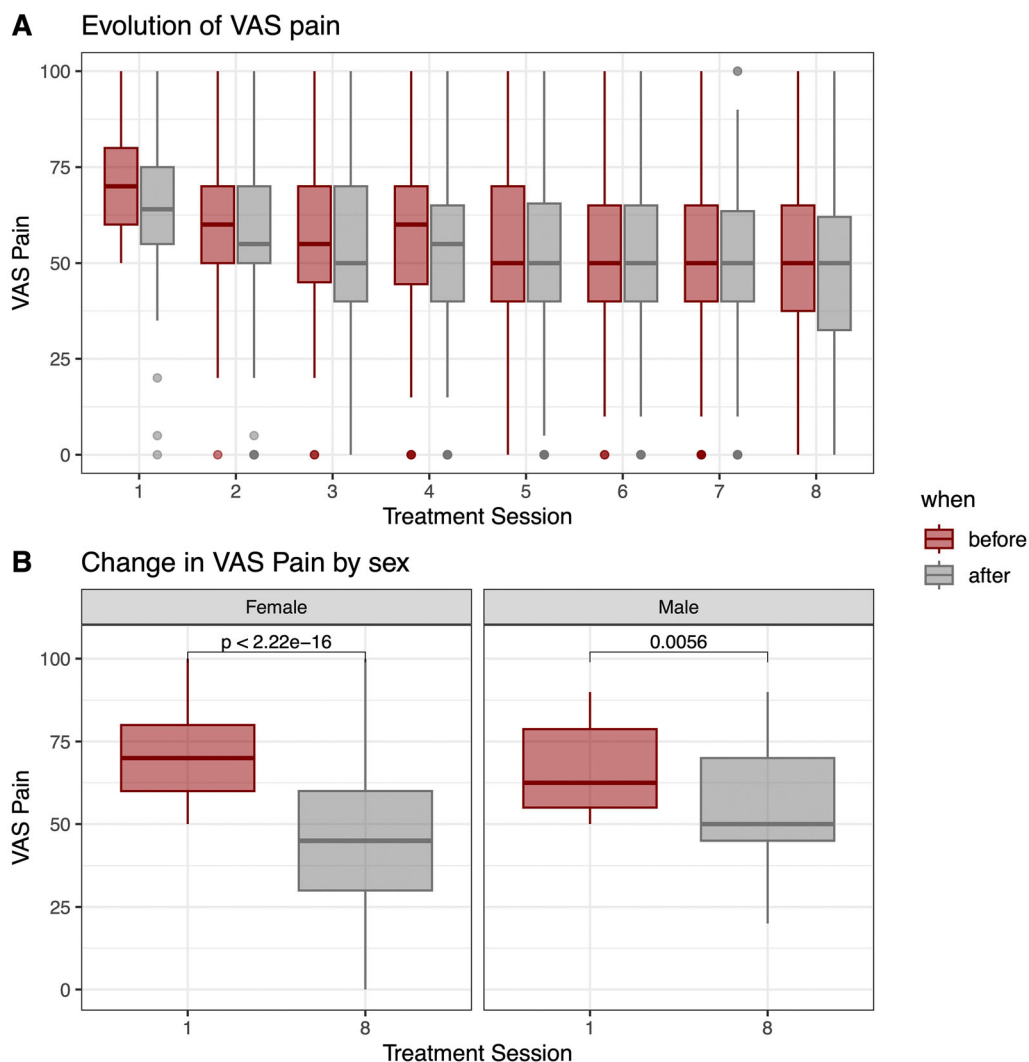 A Evolution of VAS pain
100
75
50
25
0
VAS Pain
1 2 3 4 5 6 7 8
Treatment Session
when
before
after
B Change in VAS Pain by sex
Female Male
p < 2.22e−16 0.0056
100
75
50
25
0
VAS Pain
1 8 1 8
Treatment Session